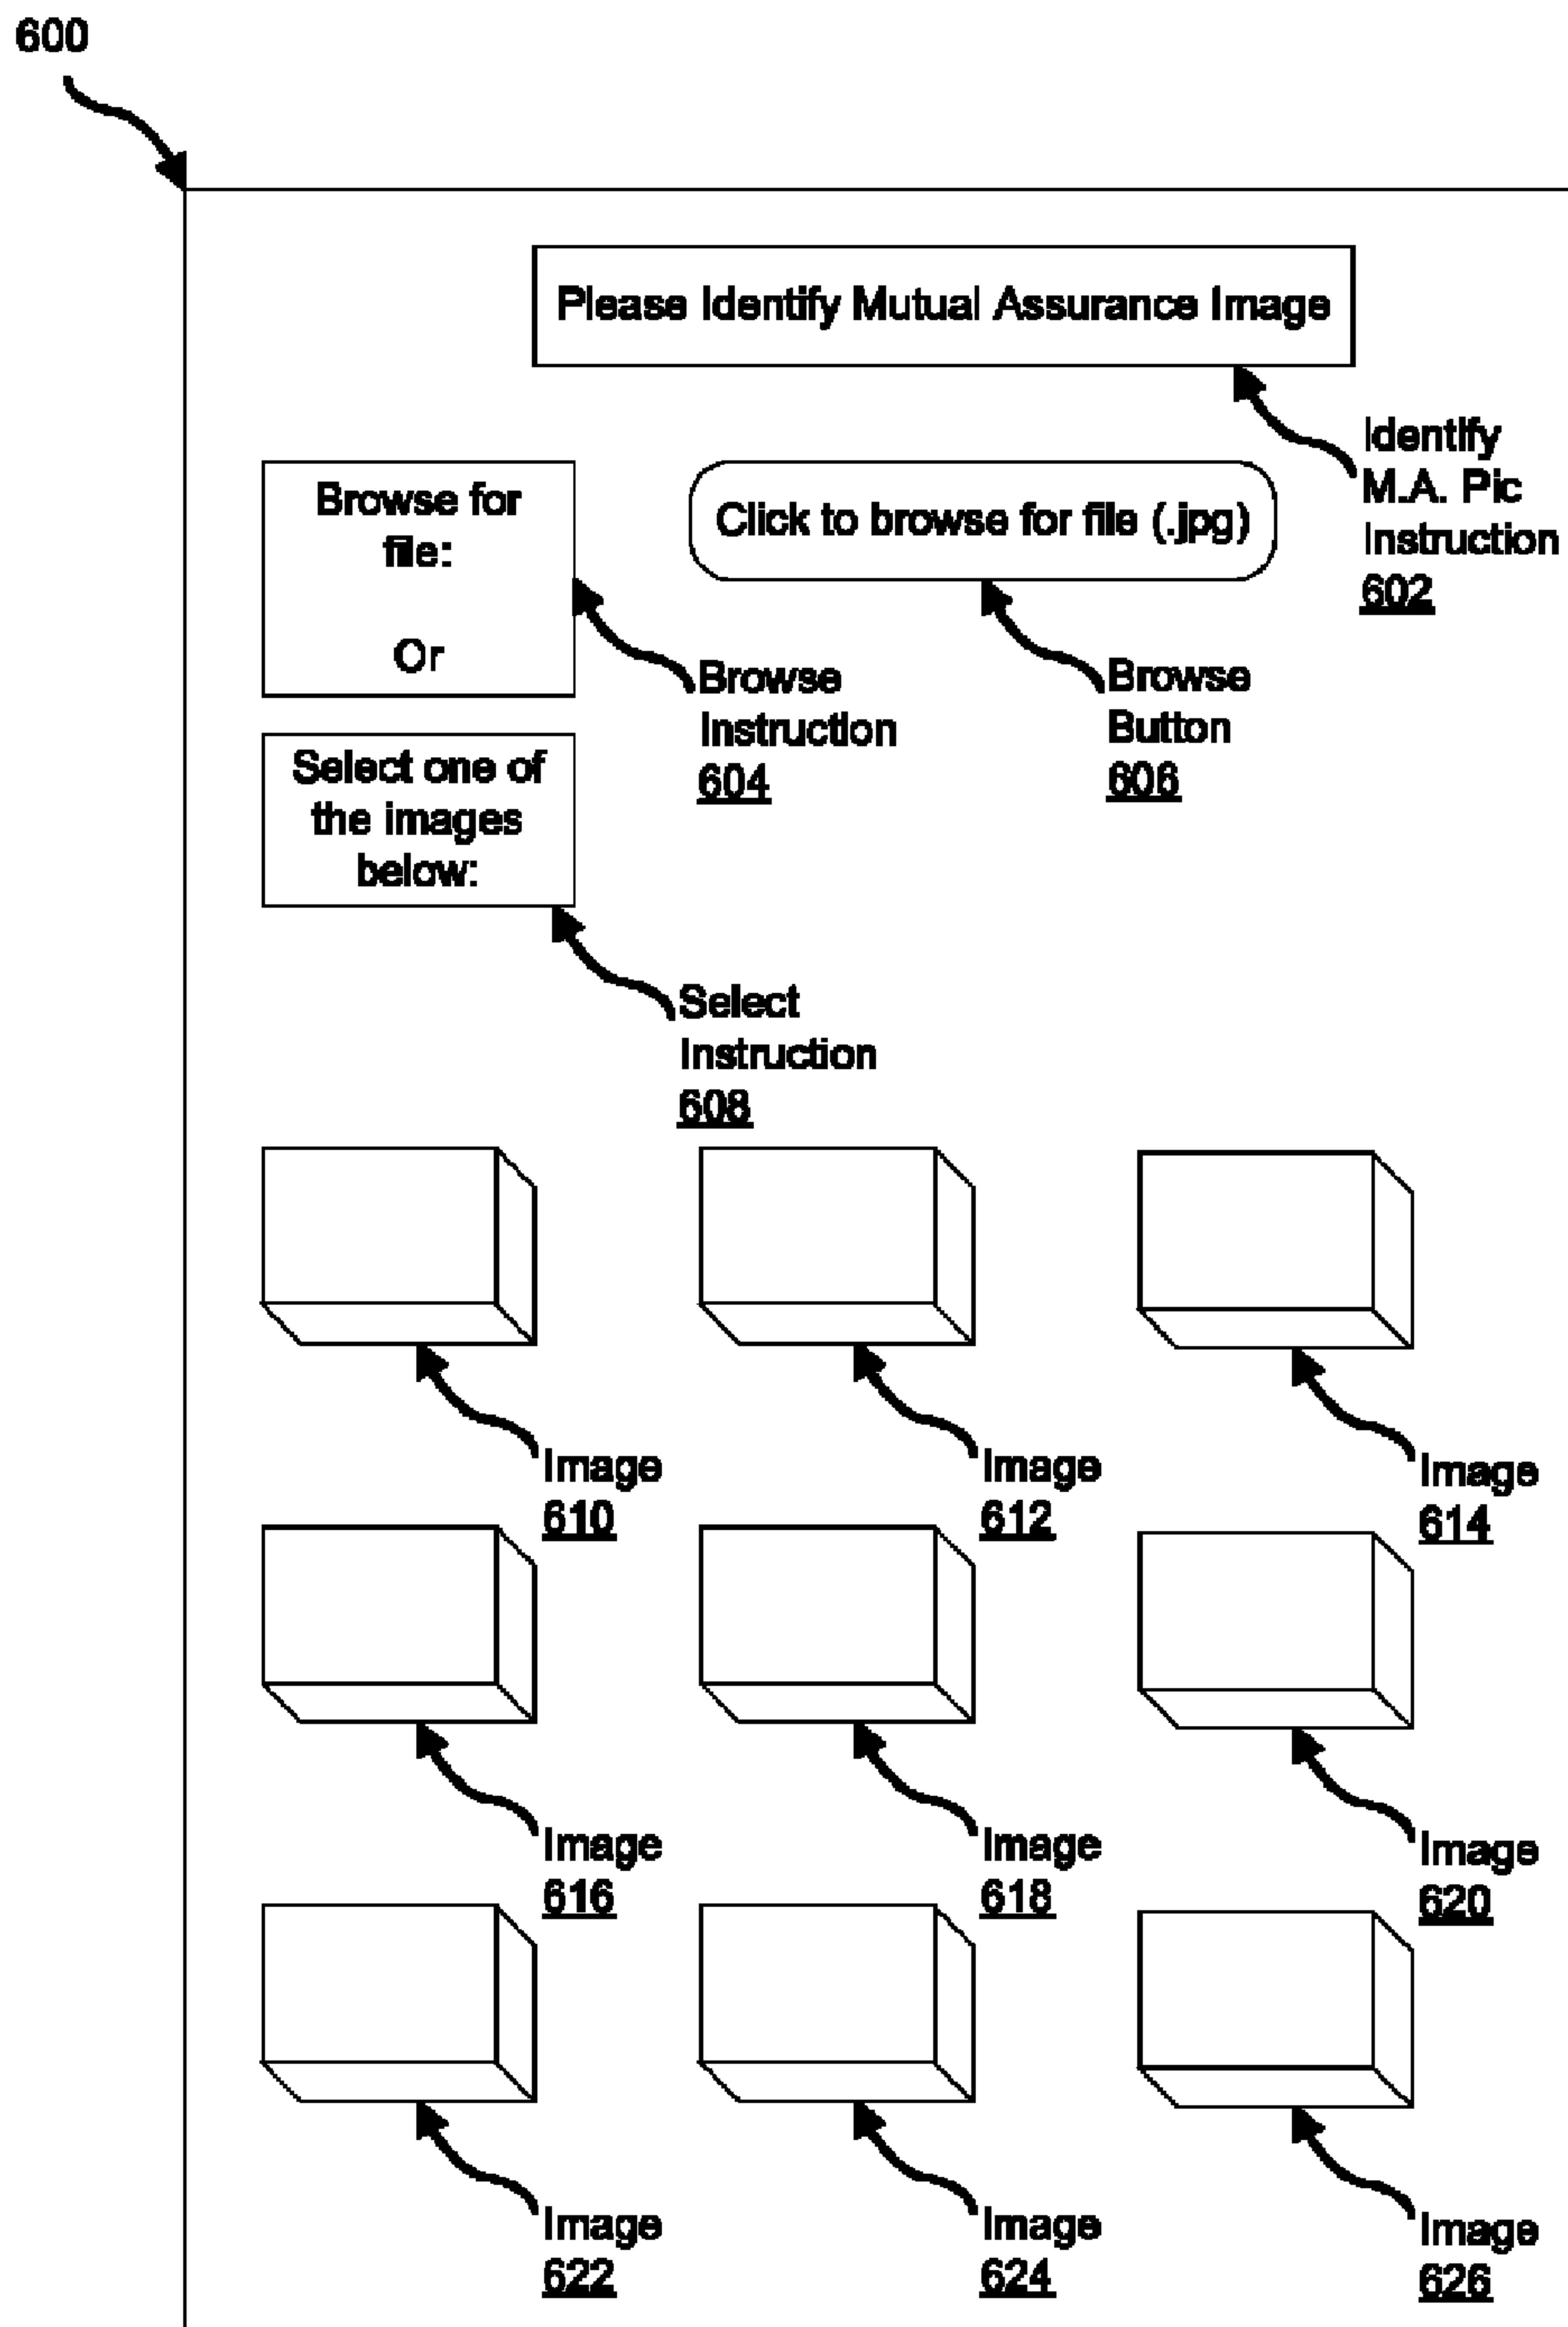 600
Please Identify Mutual Assurance Image
Identify
M.A. Pic
Instruction
602
Browse for
file:
Or
Click to browse for file (.jpg)
Browse
Instruction
604
Browse
Button
606
Select one of
the images
below:
Select
Instruction
608
Image
610
Image
612
Image
614
Image
616
Image
618
Image
620
Image
622
Image
624
Image
626